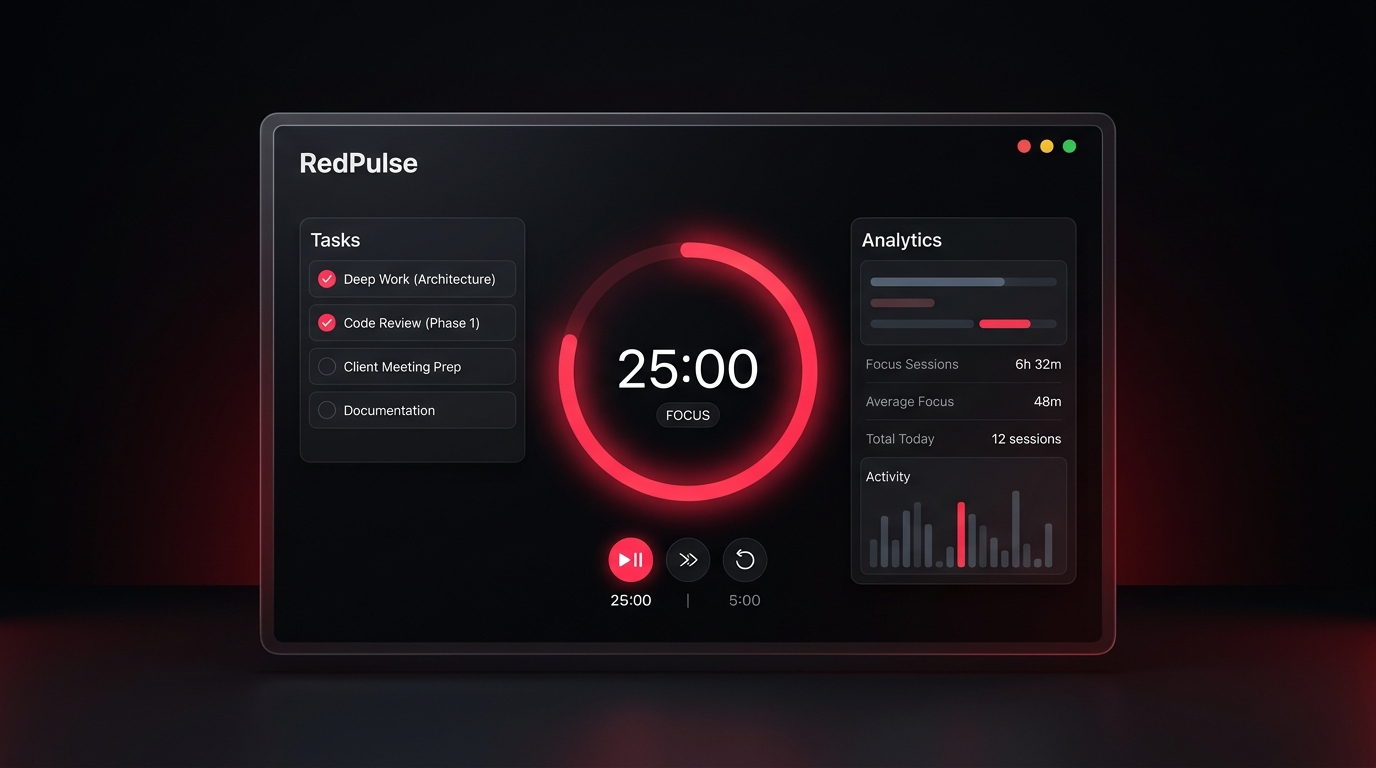 RedPulse
Tasks
Deep Work (Architecture)
Code Review (Phase 1)
Client Meeting Prep
Documentation
25:00
FOCUS
25:00 | 5:00
Analytics
Focus Sessions 6h 32m
Average Focus 48m
Total Today 12 sessions
Activity